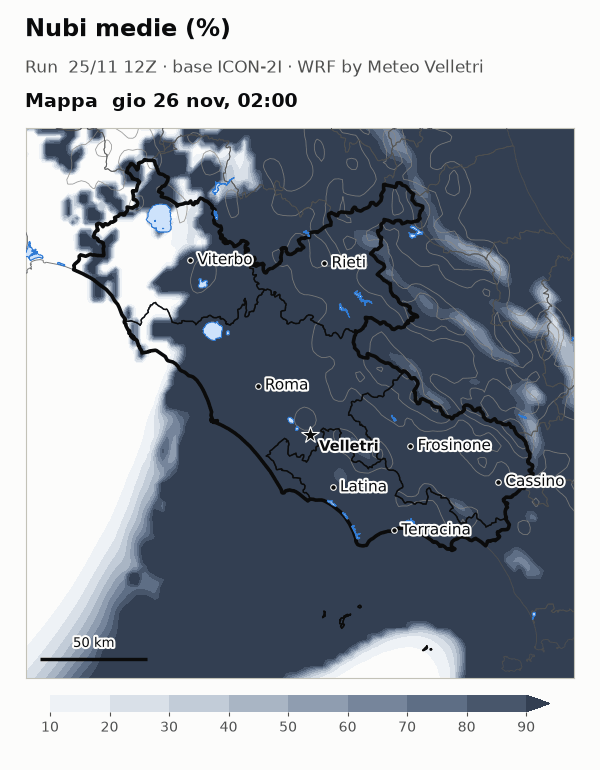 Nubi medie (%)
Run 25/11 12Z · base ICON-2I · WRF by Meteo Velletri
Mappa gio 26 nov, 02:00
Viterbo
Rieti
Roma
Velletri
Frosinone
Latina
Cassino
Terracina
50 km
10 20 30 40 50 60 70 80 90